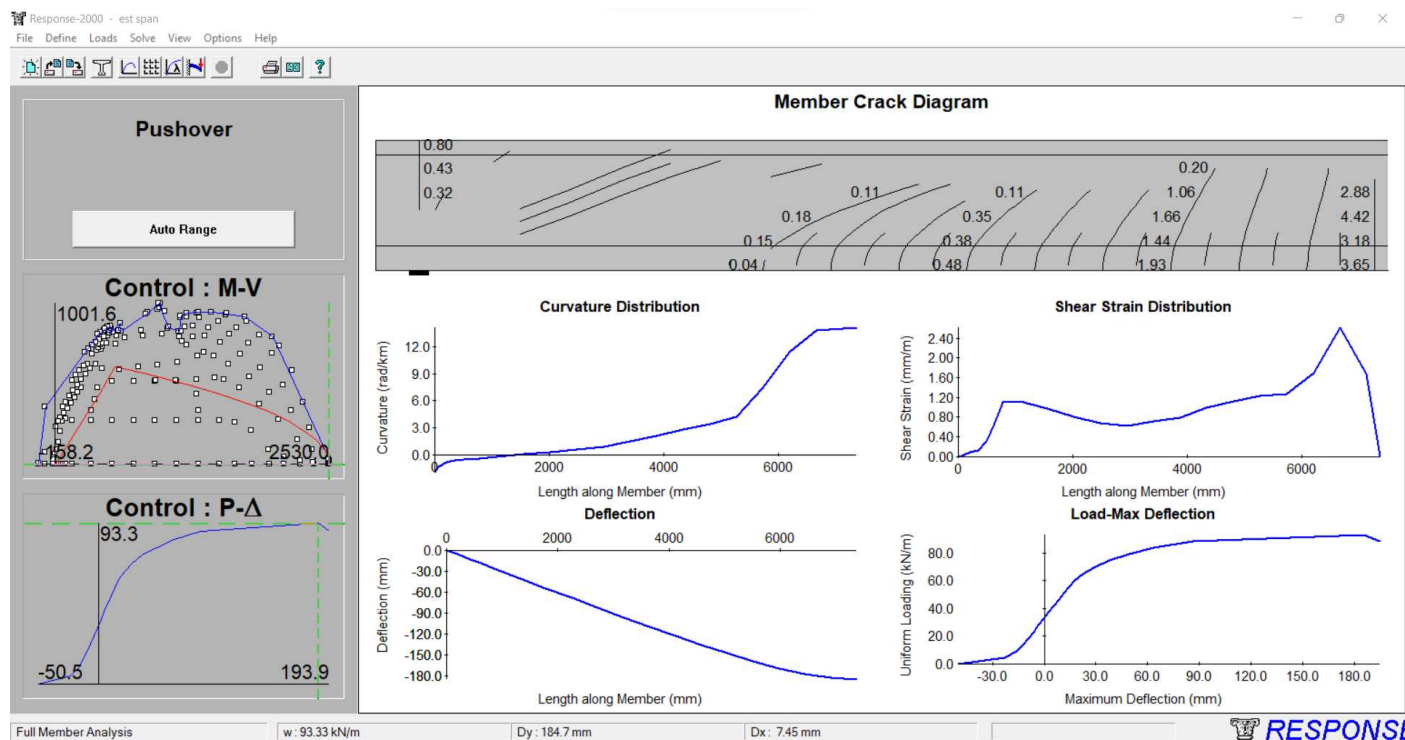 Response-2000 - est span
File Define Loads Solve View Options Help
Pushover
Auto Range
Control : M-V
1001.6
2530.0
Control : P-Δ
93.3
-50.5 193.9
Member Crack Diagram
0.80
0.43 0.20
0.32 0.11 0.11 1.06 2.88
0.18 0.35 1.66 4.42
0.15 0.38 1.44 3.18
0.04 0.48 1.93 3.65
Curvature Distribution
Curvature (rad/km)
12.0
9.0
6.0
3.0
0.0
0 2000 4000 6000
Length along Member (mm)
Shear Strain Distribution
Shear Strain (mm/m)
2.40
2.00
1.60
1.20
0.80
0.40
0.00
0 2000 4000 6000
Length along Member (mm)
Deflection
0 2000 4000 6000
Deflection (mm)
0.0
-30.0
-60.0
-90.0
-120.0
-150.0
-180.0
Length along Member (mm)
Load-Max Deflection
Uniform Loading (kN/m)
80.0
60.0
40.0
20.0
0.0
-30.0 0.0 30.0 60.0 90.0 120.0 150.0 180.0
Maximum Deflection (mm)
Full Member Analysis w : 93.33 kN/m Dy : 184.7 mm Dx : 7.45 mm RESPONSE